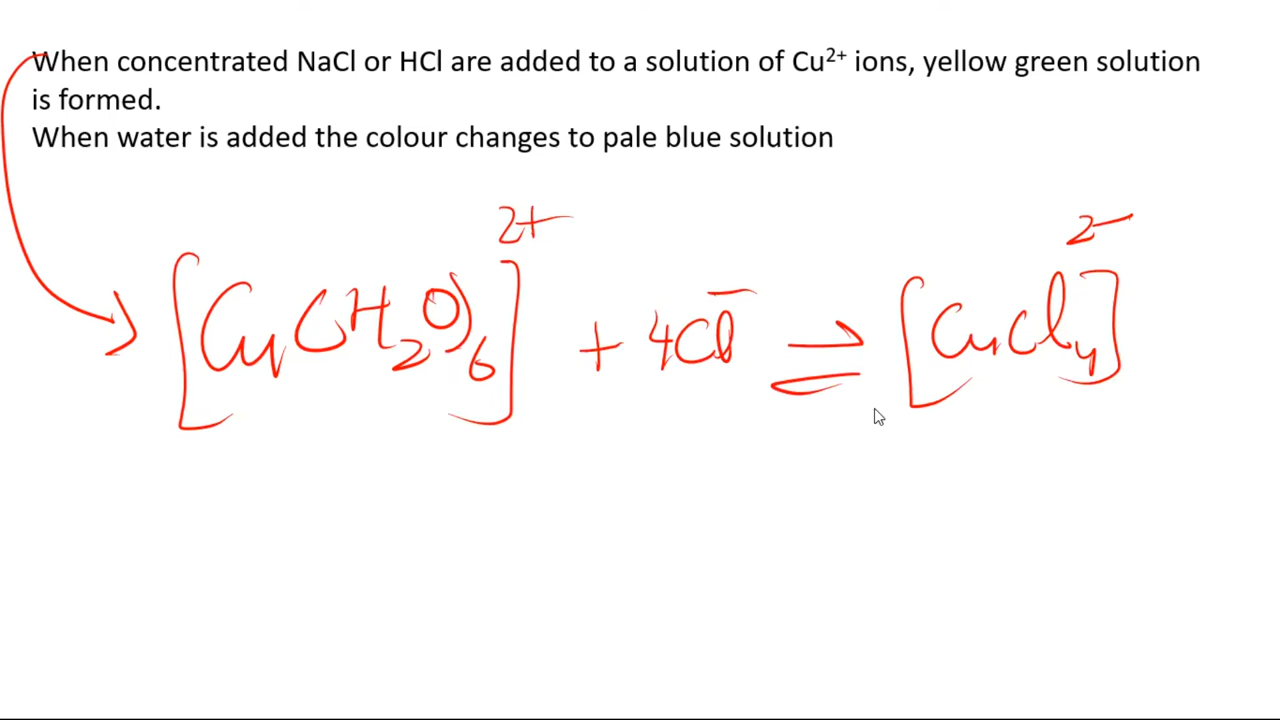 When concentrated NaCl or HCl are added to a solution of Cu²⁺ ions, yellow green solution
is formed.
When water is added the colour changes to pale blue solution
[Cu(H₂O)₆]²⁺ + 4Cl⁻ ⇌ [CuCl₄]²⁻